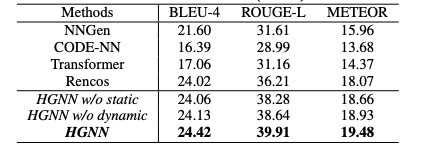 Methods BLEU-4 ROUGE-L METEOR
NNGen 21.60 31.61 15.96
CODE-NN 16.39 28.99 13.68
Transformer 17.06 31.16 14.37
Rencos 24.02 36.21 18.07
HGNN w/o static 24.06 38.28 18.66
HGNN w/o dynamic 24.13 38.64 18.93
HGNN 24.42 39.91 19.48